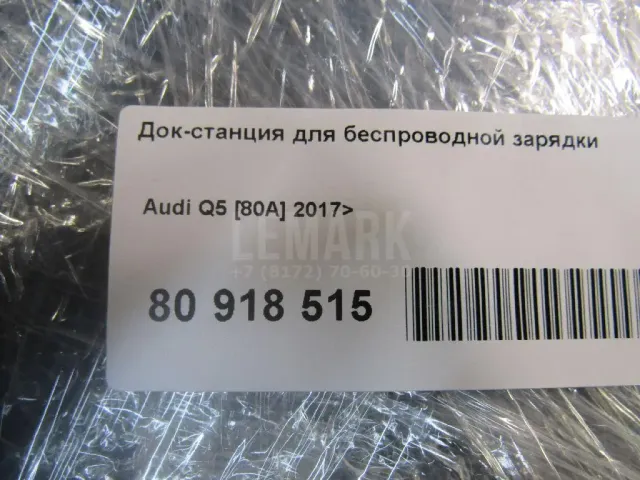 Док-станция для беспроводной зарядки
Audi Q5 [80A] 2017>
LEMARK
+7 (8172) 70-60-30
80 918 515